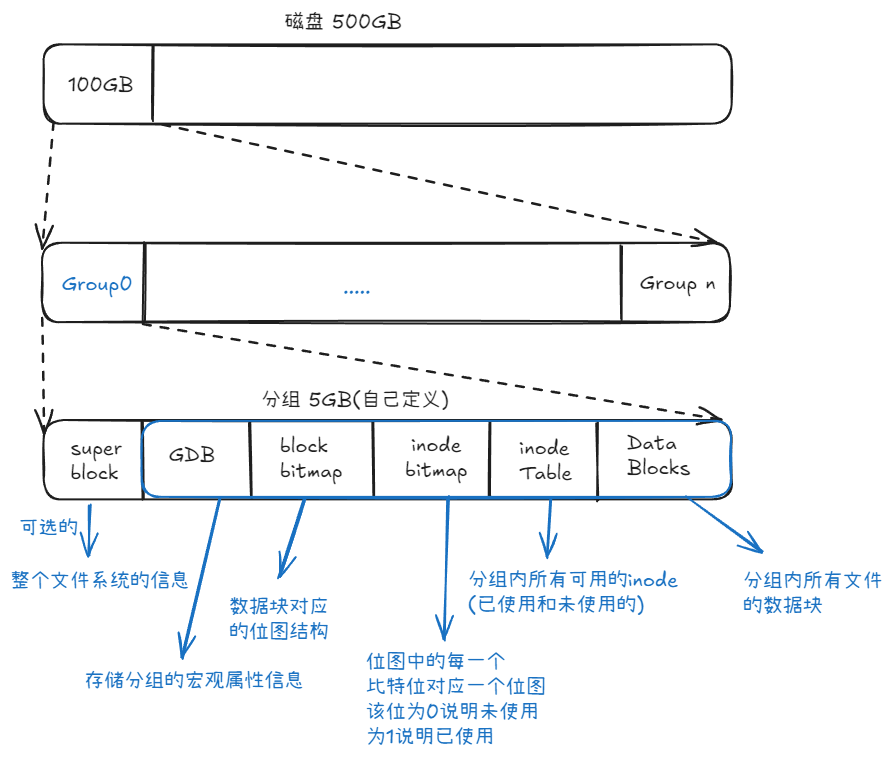 磁盘 500GB
100GB
Group0
.....
Group n
分组 5GB(自己定义)
super
block
GDB
block
bitmap
inode
bitmap
inode
Table
Data
Blocks
可选的
整个文件系统的信息
数据块对应
的位图结构
存储分组的宏观属性信息
位图中的每一个
比特位对应一个位图
该位为0说明未使用
为1说明已使用
分组内所有可用的inode
(已使用和未使用的)
分组内所有文件
的数据块